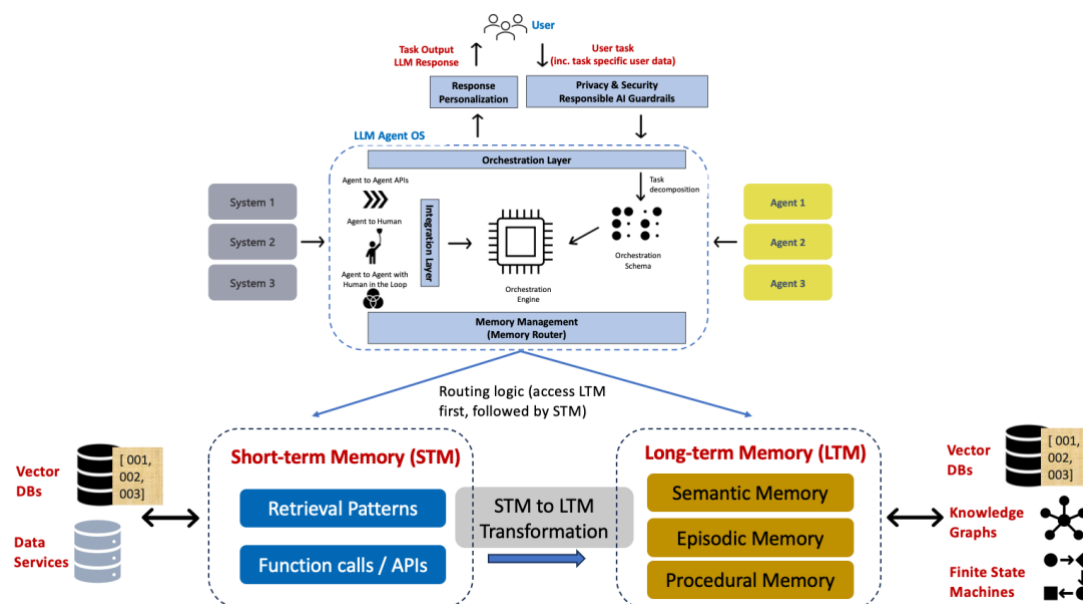 User
Task Output
LLM Response
User task
(inc. task specific user data)
Response
Personalization
Privacy & Security
Responsible AI Guardrails
LLM Agent OS
Orchestration Layer
Agent to Agent APIs
Task
decomposition
System 1
System 2
System 3
Agent to Human
Integration Layer
Agent 1
Agent 2
Agent 3
Orchestration
Schema
Agent to Agent with
Human in the Loop
Orchestration
Engine
Memory Management
(Memory Router)
Routing logic (access LTM
first, followed by STM)
Vector
DBs
[ 001,
002,
003]
Data
Services
Short-term Memory (STM)
Retrieval Patterns
Function calls / APIs
STM to LTM
Transformation
Long-term Memory (LTM)
Semantic Memory
Episodic Memory
Procedural Memory
Vector
DBs
[ 001,
002,
003]
Knowledge
Graphs
Finite State
Machines